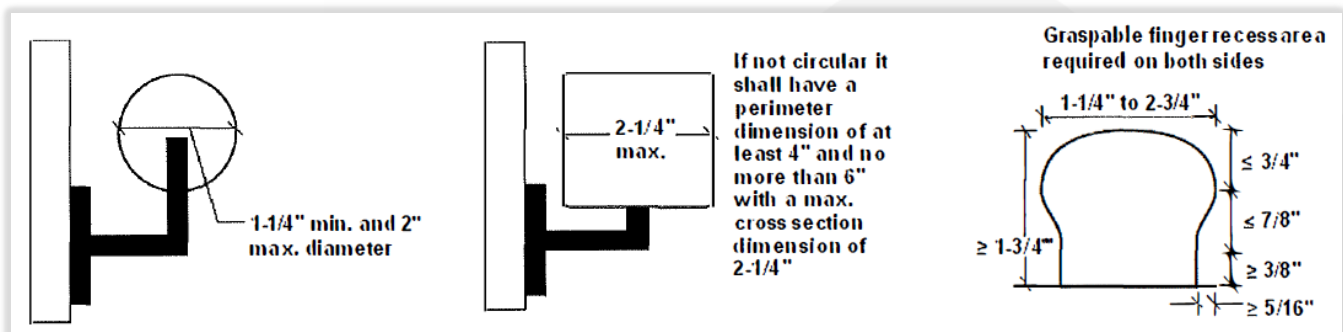 1-1/4" min. and 2"
max. diameter
2-1/4"
max.
If not circular it
shall have a
perimeter
dimension of at
least 4" and no
more than 6"
with a max.
cross section
dimension of
2-1/4"
Graspable finger recess area
required on both sides
1-1/4" to 2-3/4"
≤ 3/4"
≤ 7/8"
≥ 1-3/4"
≥ 3/8"
≥ 5/16"